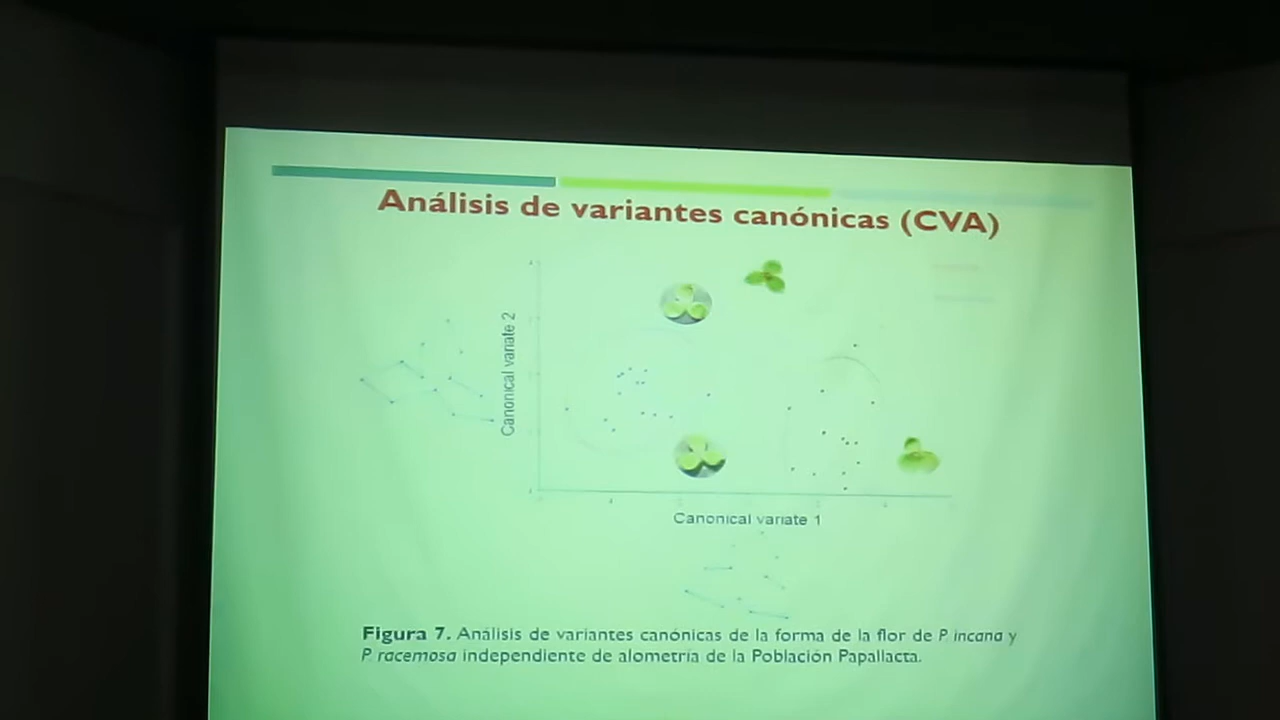 Análisis de variantes canónicas (CVA)
Canonical variate 2
Canonical variate 1
Figura 7. Análisis de variantes canónicas de la forma de la flor de P. incana y
P. racemosa independiente de alometría de la Población Papallacta.